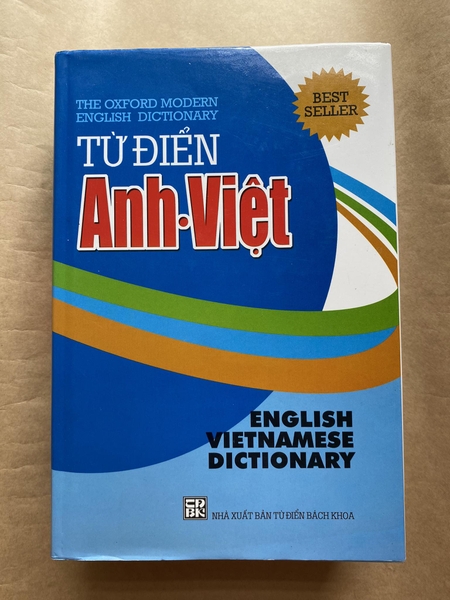 THE OXFORD MODERN
ENGLISH DICTIONARY
BEST
SELLER
TỪ ĐIỂN
Anh·Việt
ENGLISH
VIETNAMESE
DICTIONARY
NHÀ XUẤT BẢN TỪ ĐIỂN BÁCH KHOA